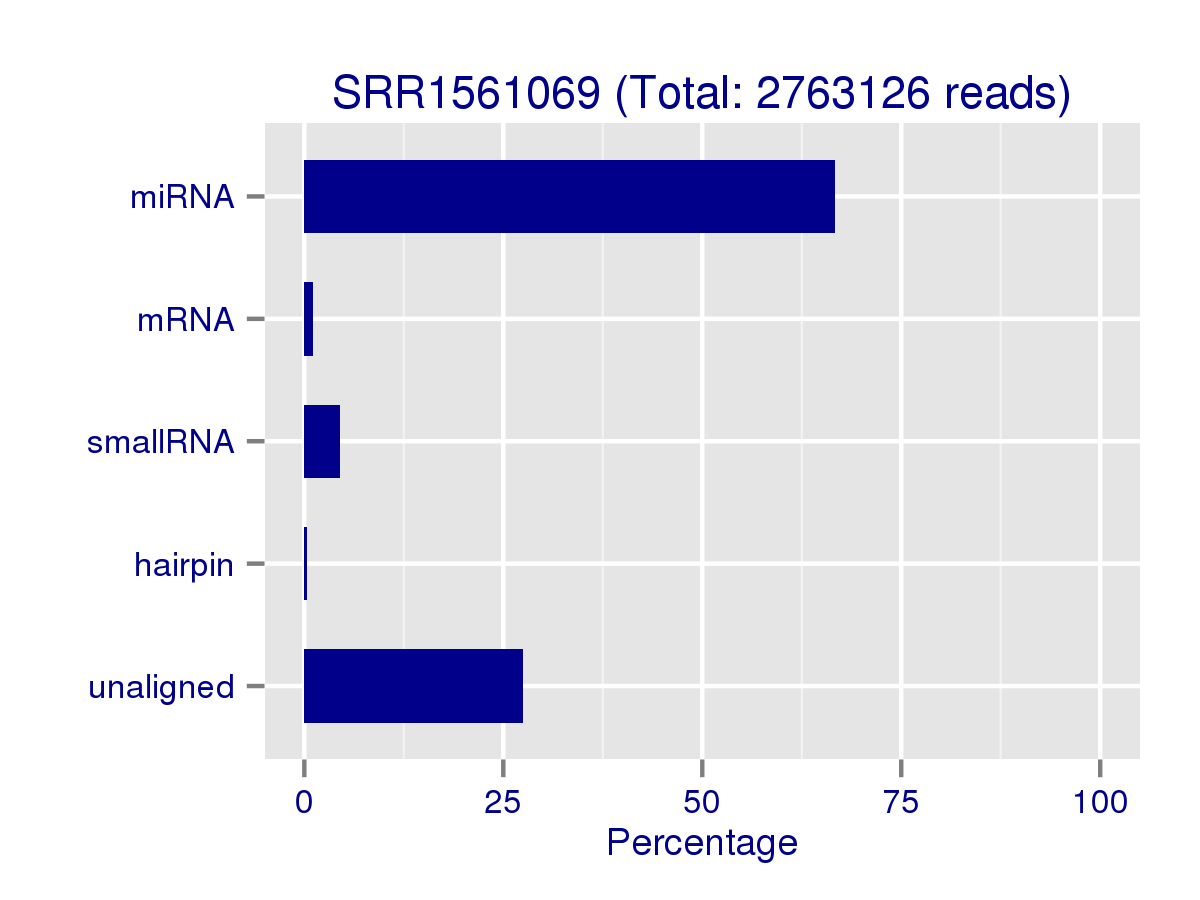 SRR1561069 (Total: 2763126 reads)
miRNA
mRNA
smallRNA
hairpin
unaligned
0 25 50 75 100
Percentage